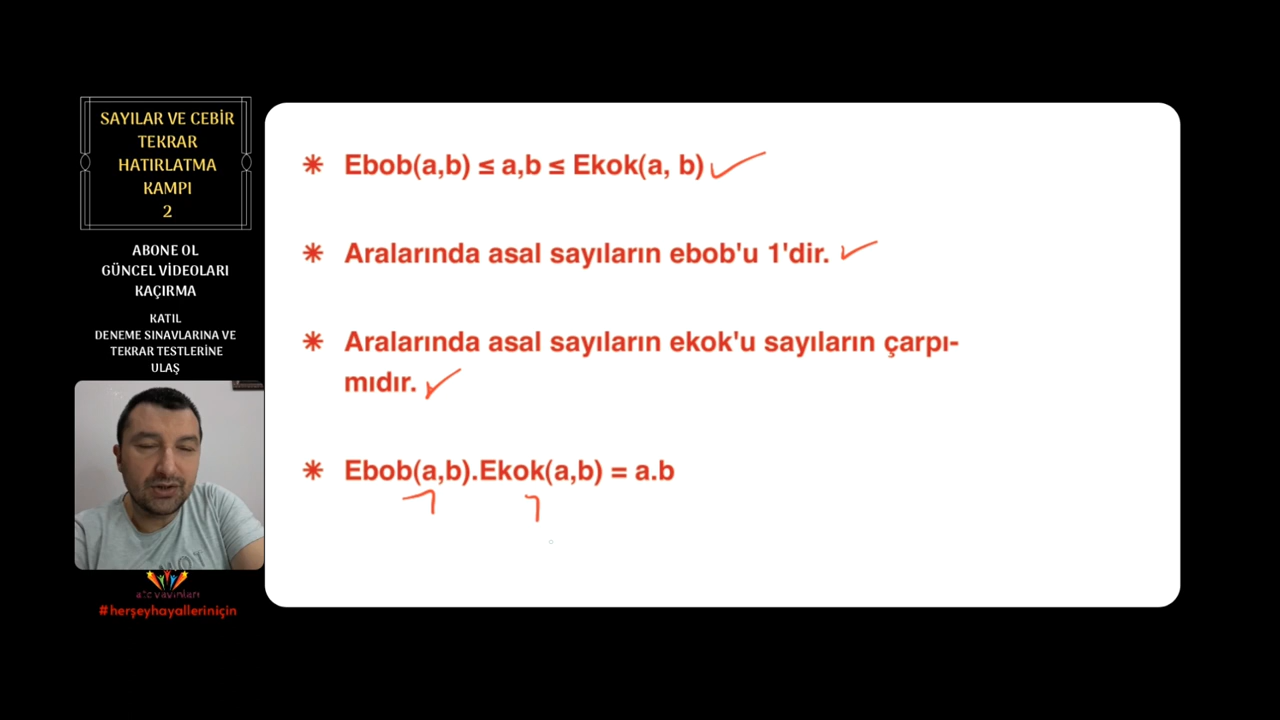 SAYILAR VE CEBİR
TEKRAR
HATIRLATMA
KAMPI
2
ABONE OL
GÜNCEL VİDEOLARI
KAÇIRMA
KATIL
DENEME SINAVLARINA VE
TEKRAR TESTLERİNE
ULAŞ
#herşeyhayalleriniçin
✳ Ebob(a,b) ≤ a,b ≤ Ekok(a, b)
✳ Aralarında asal sayıların ebob'u 1'dir.
✳ Aralarında asal sayıların ekok'u sayıların çarpı-
mıdır.
✳ Ebob(a,b).Ekok(a,b) = a.b